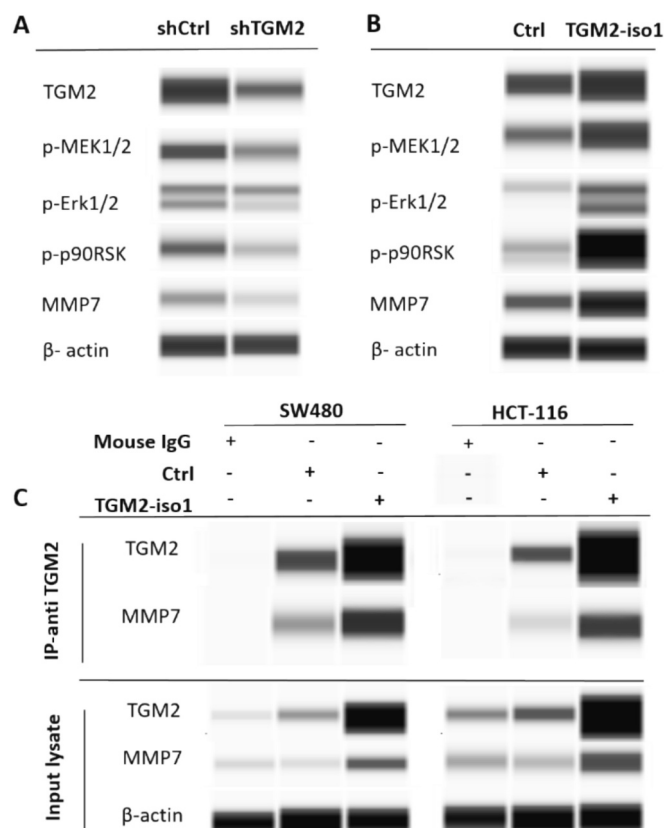 A
shCtrl shTGM2
TGM2
p-MEK1/2
p-Erk1/2
p-p90RSK
MMP7
β- actin
B
Ctrl TGM2-iso1
TGM2
p-MEK1/2
p-Erk1/2
p-p90RSK
MMP7
β- actin
C
SW480 HCT-116
Mouse IgG + - - + - -
Ctrl - + - - + -
TGM2-iso1 - - + - - +
IP-anti TGM2
TGM2
MMP7
Input lysate
TGM2
MMP7
β-actin